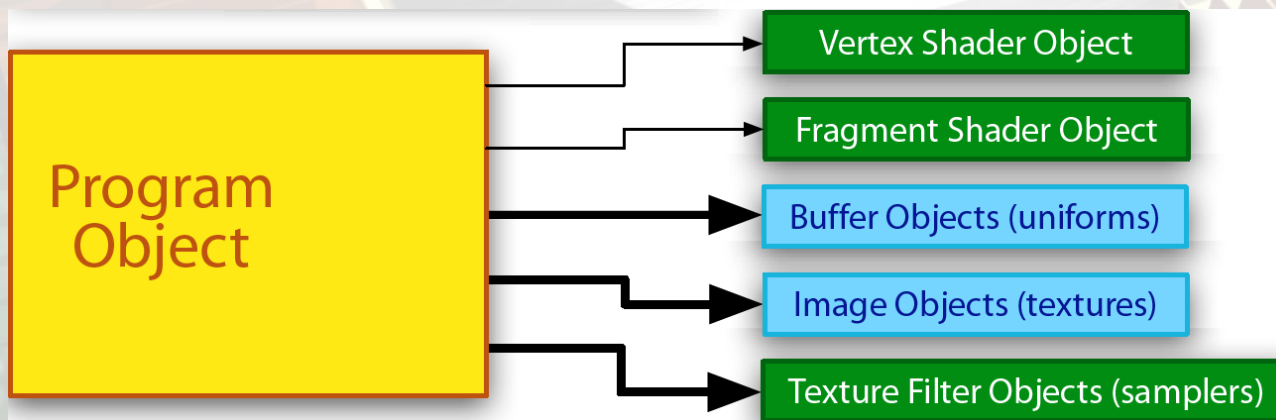 Program
Object
Vertex Shader Object
Fragment Shader Object
Buffer Objects (uniforms)
Image Objects (textures)
Texture Filter Objects (samplers)